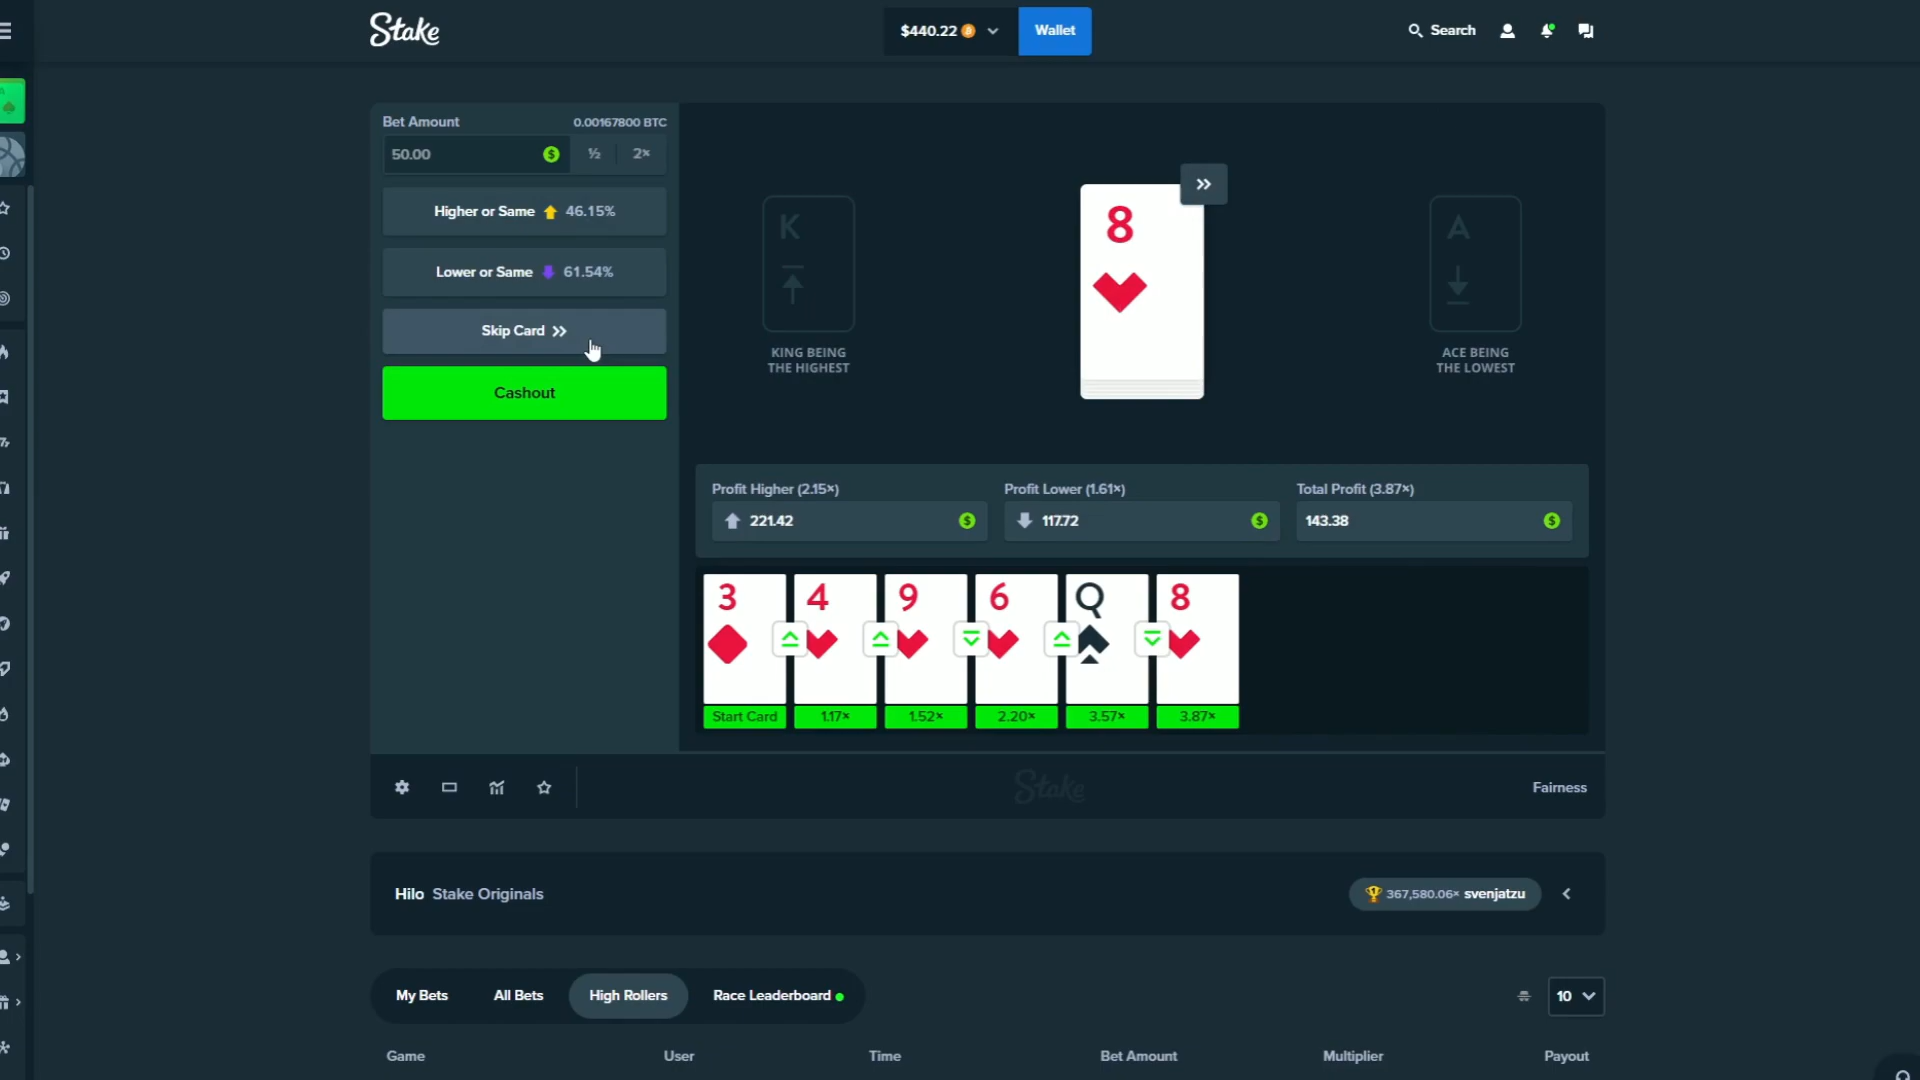 Stake
$440.22
Wallet
Search
Bet Amount
0.00167800 BTC
50.00
½
2×
Higher or Same 46.15%
Lower or Same 61.54%
Skip Card
Cashout
K
KING BEING
THE HIGHEST
8
A
ACE BEING
THE LOWEST
Profit Higher (2.15×)
Profit Lower (1.61×)
Total Profit (3.87×)
221.42
117.72
143.38
3
4
9
6
Q
8
Start Card
1.17×
1.52×
2.20×
3.57×
3.87×
Stake
Fairness
Hilo Stake Originals
367,580.06× svenjatzu
My Bets
All Bets
High Rollers
Race Leaderboard
10
Game
User
Time
Bet Amount
Multiplier
Payout